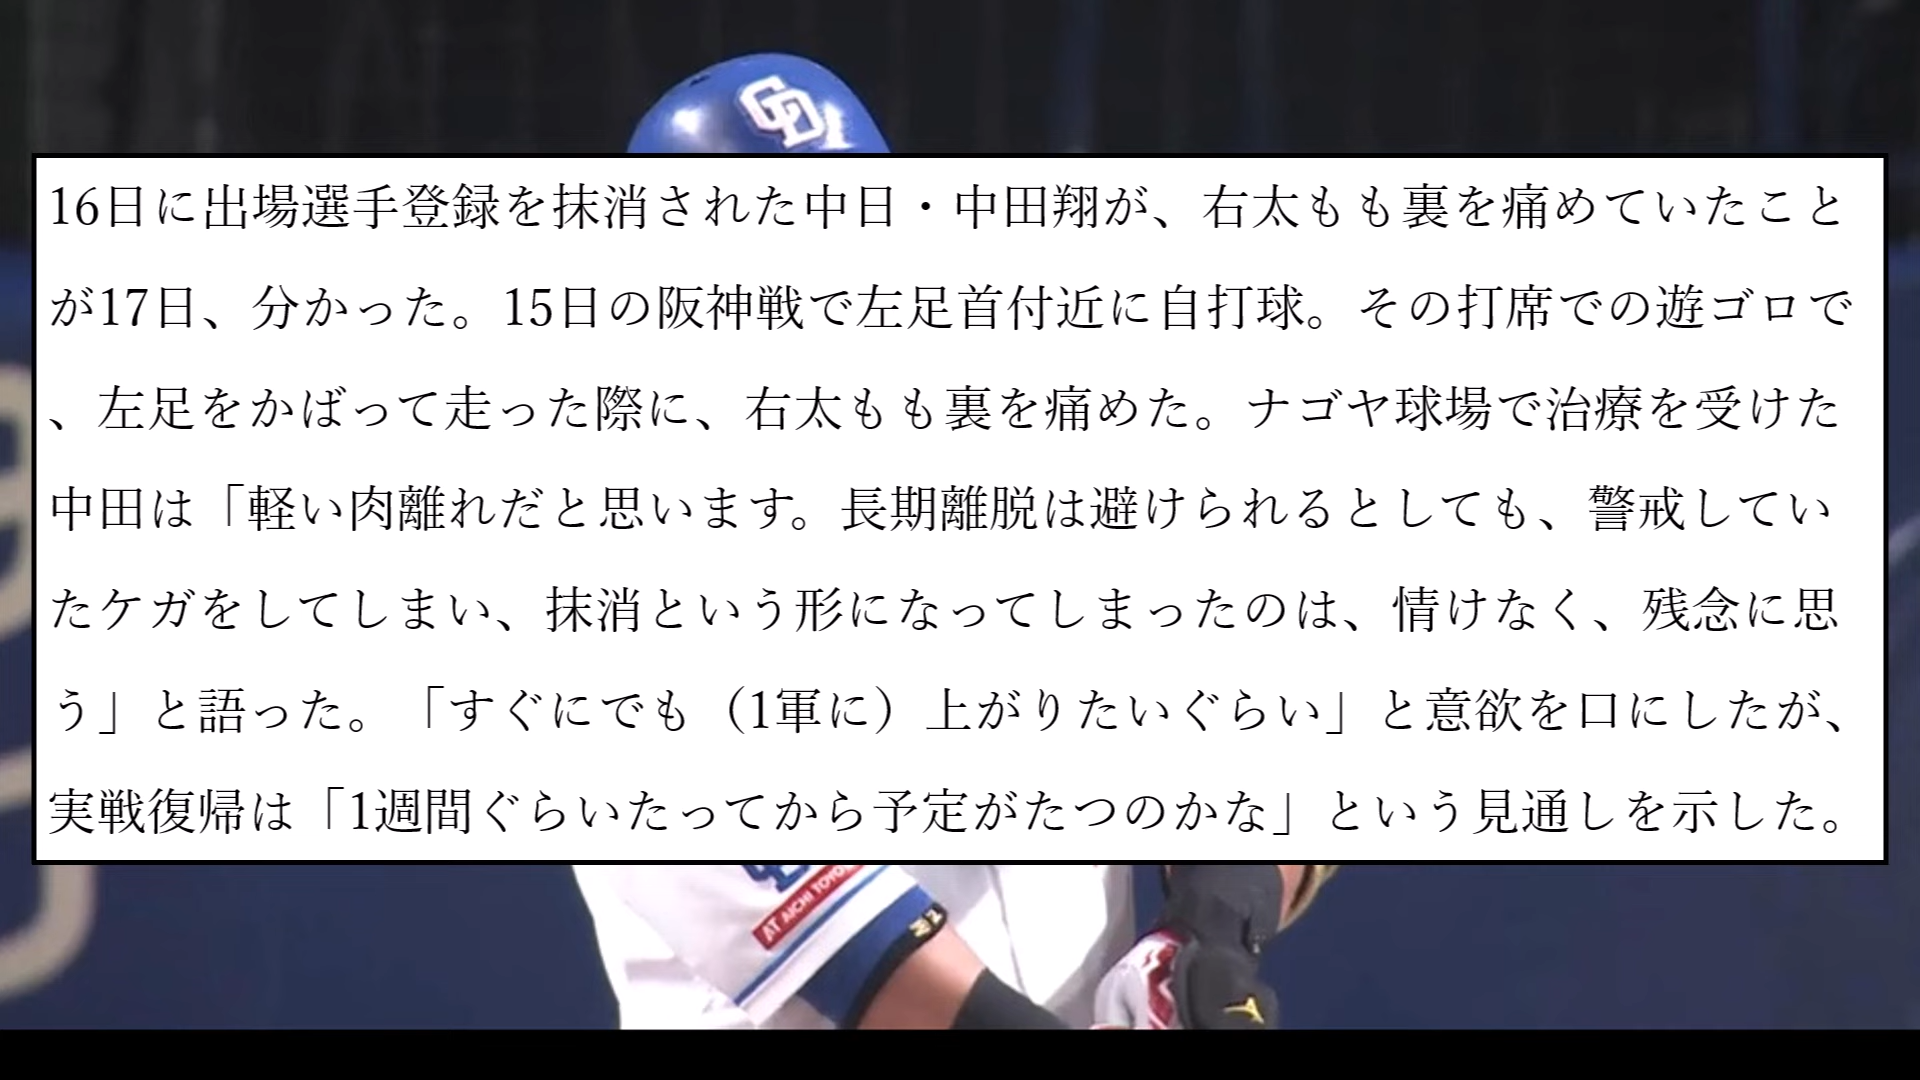 CD
16日に出場選手登録を抹消された中日・中田翔が、右太もも裏を痛めていたこと
が17日、分かった。15日の阪神戦で左足首付近に自打球。その打席での遊ゴロで
、左足をかばって走った際に、右太もも裏を痛めた。ナゴヤ球場で治療を受けた
中田は「軽い肉離れだと思います。長期離脱は避けられるとしても、警戒してい
たケガをしてしまい、抹消という形になってしまったのは、情けなく、残念に思
う」と語った。「すぐにでも（1軍に）上がりたいぐらい」と意欲を口にしたが、
実戦復帰は「1週間ぐらいたってから予定がたつのかな」という見通しを示した。
AT AICHI TOYO